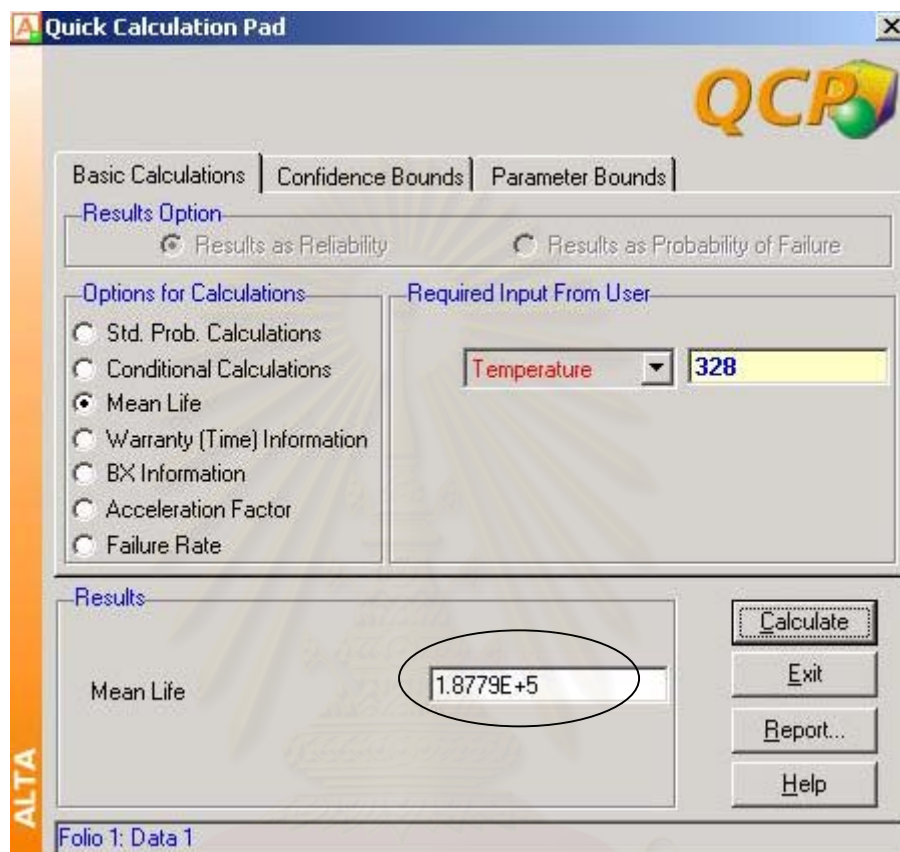 Quick Calculation Pad
QCP
Basic Calculations Confidence Bounds Parameter Bounds
Results Option
Results as Reliability Results as Probability of Failure
Options for Calculations
Std. Prob. Calculations
Conditional Calculations
Mean Life
Warranty (Time) Information
BX Information
Acceleration Factor
Failure Rate
Required Input From User
Temperature 328
Results
Mean Life 1.8779E+5
Calculate
Exit
Report...
Help
ALTA
Folio 1: Data 1